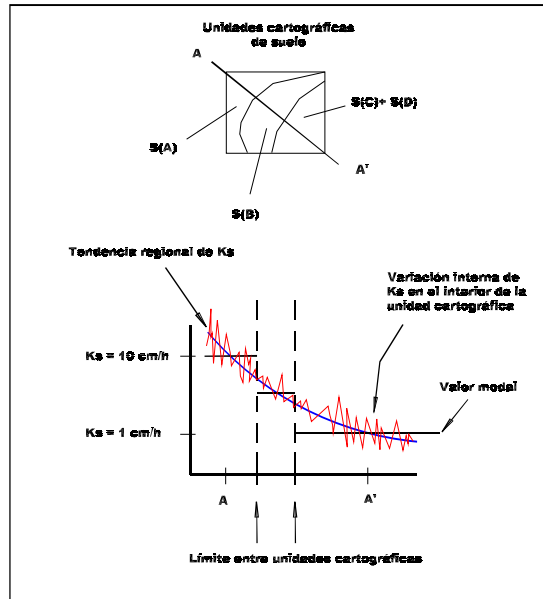 Unidades cartográficas
de suelo
A
S(C)+ S(D)
S(A)
A'
S(B)
Tendencia regional de Ks
Variación interna de
Ks en el interior de la
unidad cartográfica
Ks = 10 cm/h
Valor modal
Ks = 1 cm/h
A
A'
Límite entre unidades cartográficas